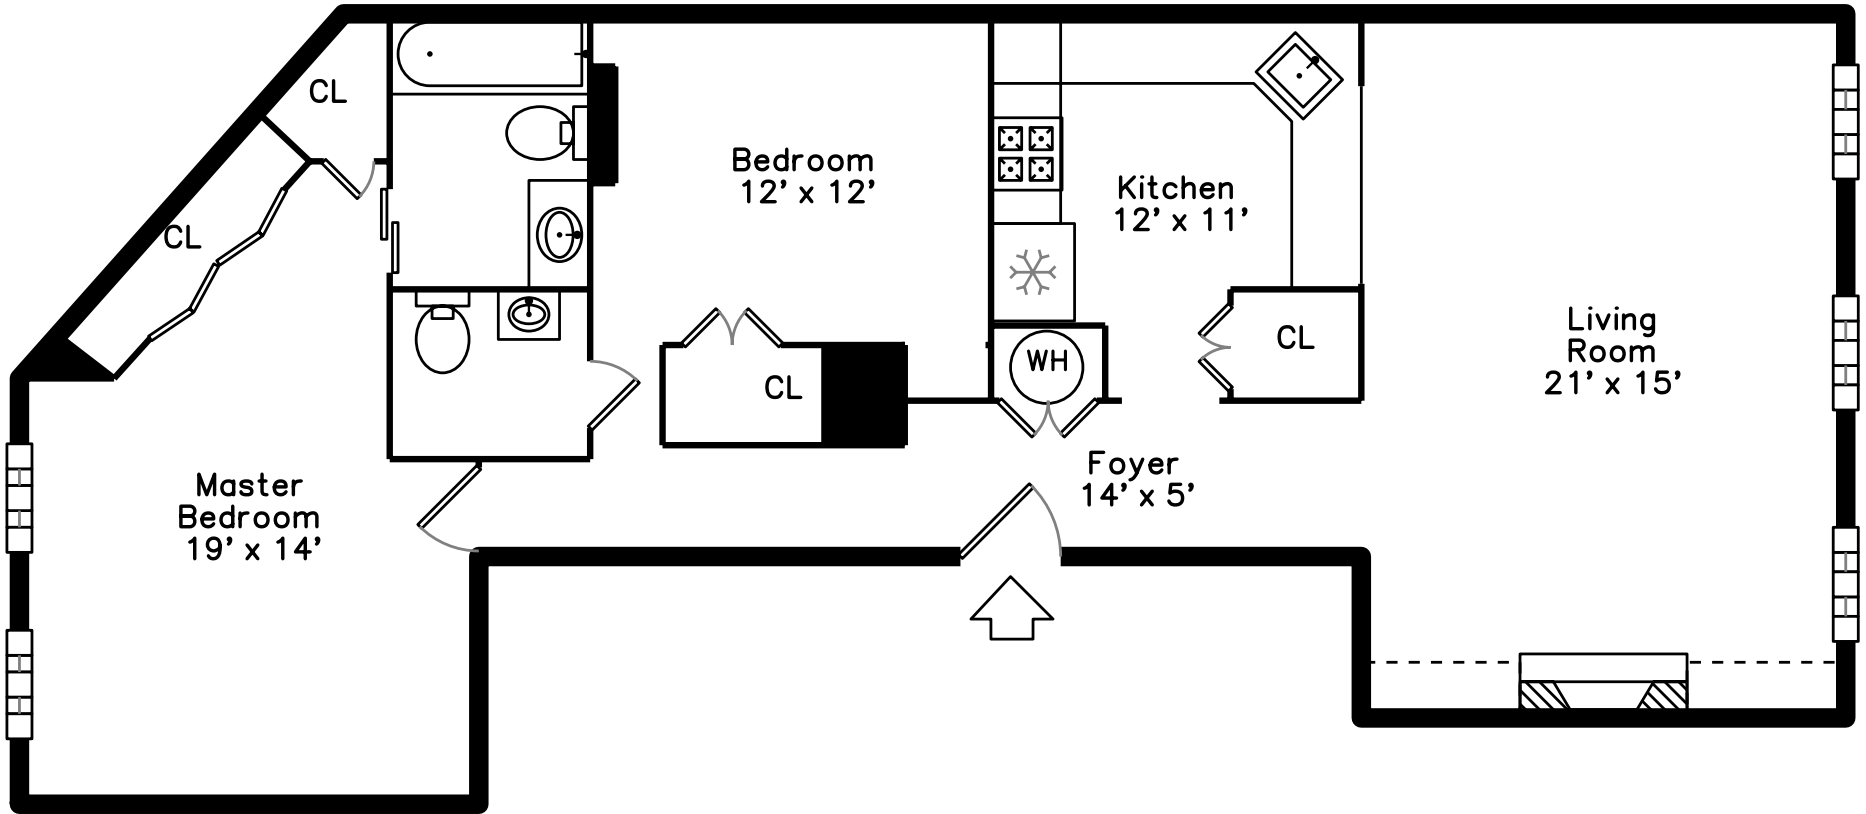 CL
CL
Bedroom
12' x 12'
Kitchen
12' x 11'
CL
CL
WH
Living
Room
21' x 15'
Foyer
14' x 5'
Master
Bedroom
19' x 14'